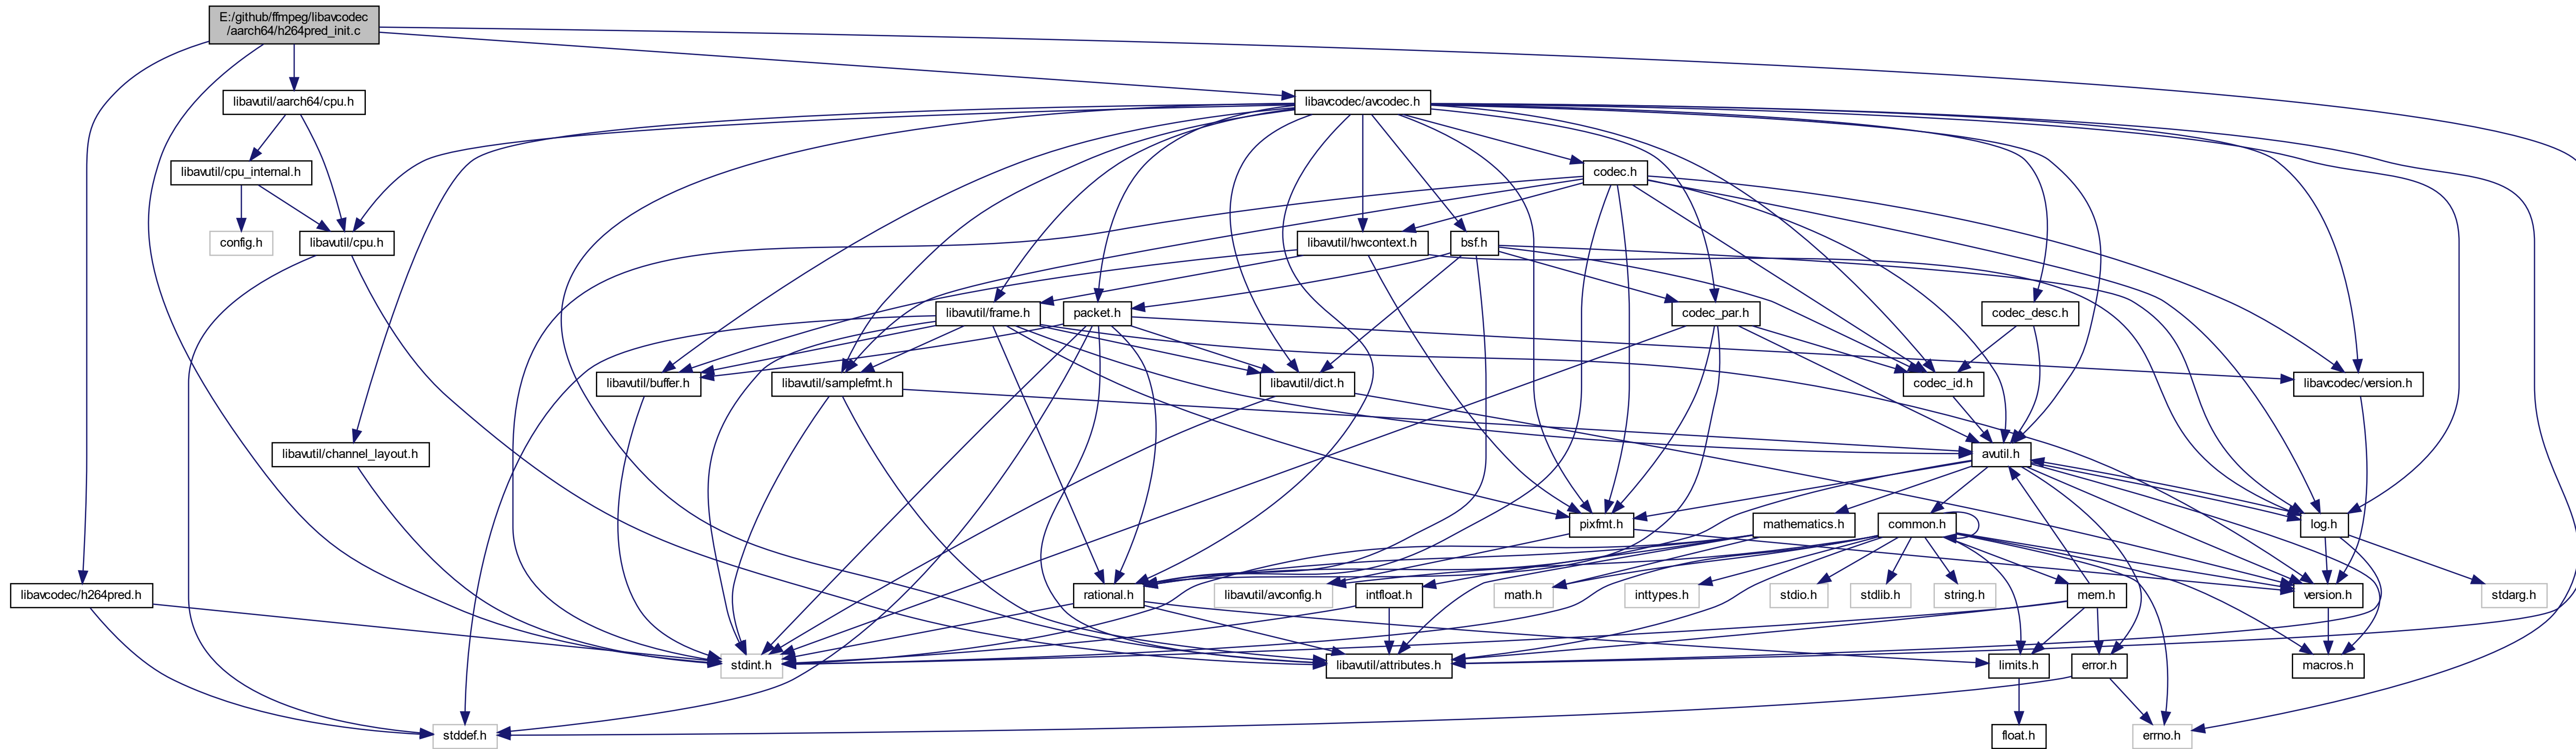 E:/github/ffmpeg/libavcodec
/aarch64/h264pred_init.c
libavutil/aarch64/cpu.h
libavcodec/avcodec.h
libavutil/cpu_internal.h
codec.h
config.h
libavutil/cpu.h
libavutil/hwcontext.h
bsf.h
libavutil/frame.h
packet.h
codec_par.h
codec_desc.h
libavutil/buffer.h
libavutil/samplefmt.h
libavutil/dict.h
codec_id.h
libavcodec/version.h
libavutil/channel_layout.h
avutil.h
pixfmt.h
mathematics.h
common.h
log.h
libavcodec/h264pred.h
rational.h
libavutil/avconfig.h
intfloat.h
math.h
inttypes.h
stdio.h
stdlib.h
string.h
mem.h
version.h
stdarg.h
stdint.h
libavutil/attributes.h
limits.h
error.h
macros.h
stddef.h
float.h
errno.h